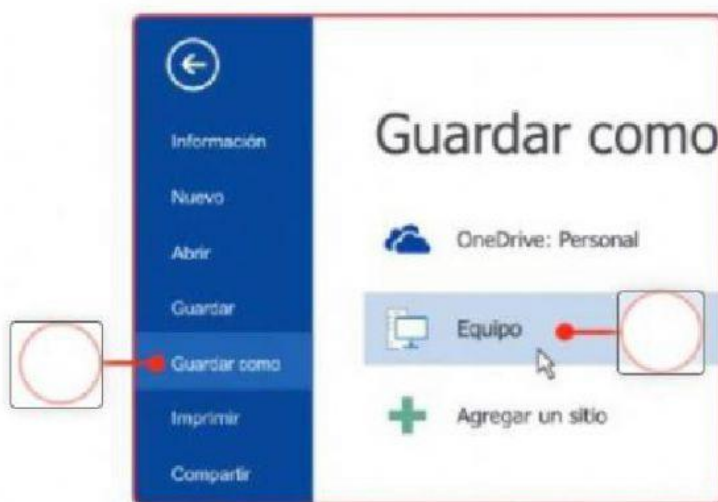 Información
Nuevo
Abrir
Guardar
Guardar como
Imprimir
Compartir
Guardar como
OneDrive: Personal
Equipo
Agregar un sitio